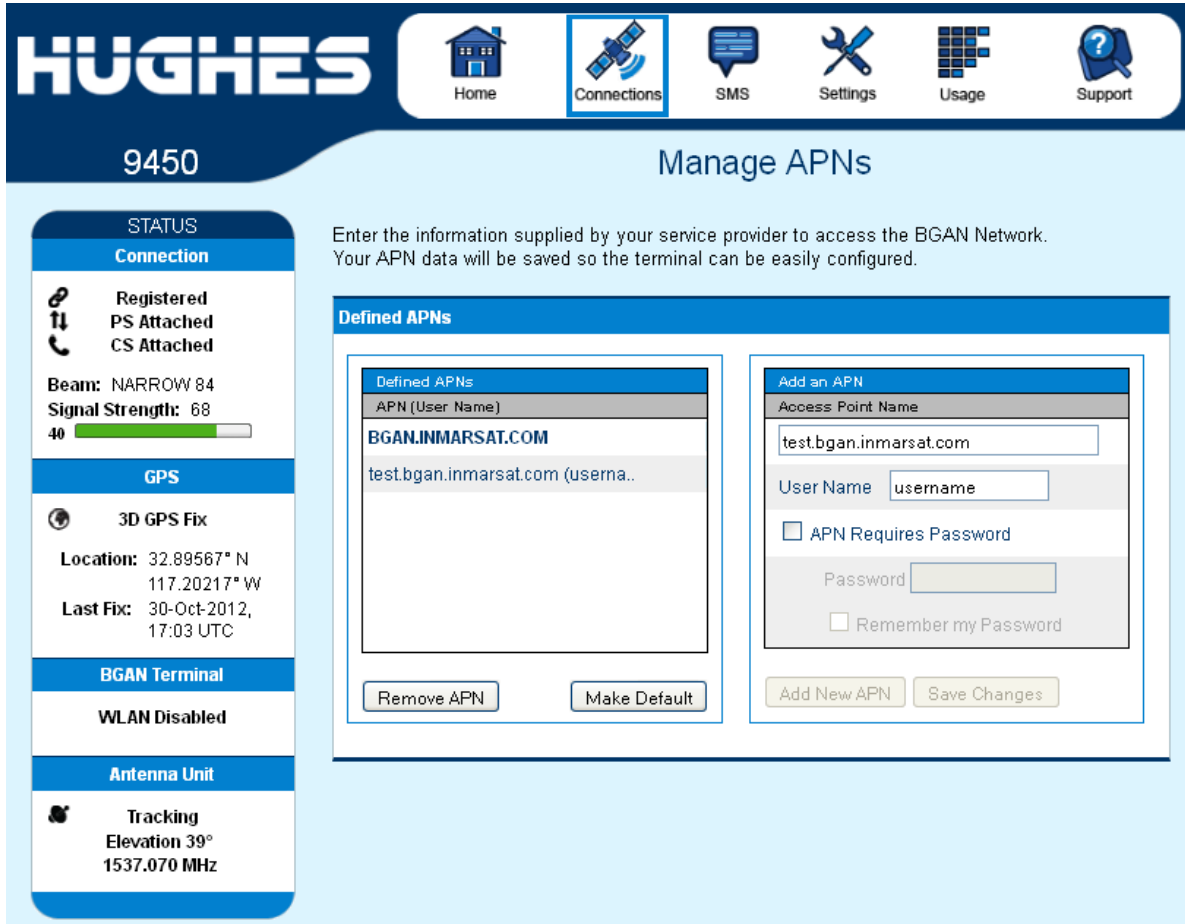 HUGHES
Home
Connections
SMS
Settings
Usage
Support
9450
Manage APNs
STATUS
Connection
Registered
PS Attached
CS Attached
Beam: NARROW 84
Signal Strength: 68
40
GPS
3D GPS Fix
Location: 32.89567° N
117.20217° W
Last Fix: 30-Oct-2012,
17:03 UTC
BGAN Terminal
WLAN Disabled
Antenna Unit
Tracking
Elevation 39°
1537.070 MHz
Enter the information supplied by your service provider to access the BGAN Network.
Your APN data will be saved so the terminal can be easily configured.
Defined APNs
Defined APNs
APN (User Name)
BGAN.INMARSAT.COM
test.bgan.inmarsat.com (userna..
Remove APN
Make Default
Add an APN
Access Point Name
test.bgan.inmarsat.com
User Name username
APN Requires Password
Password
Remember my Password
Add New APN
Save Changes